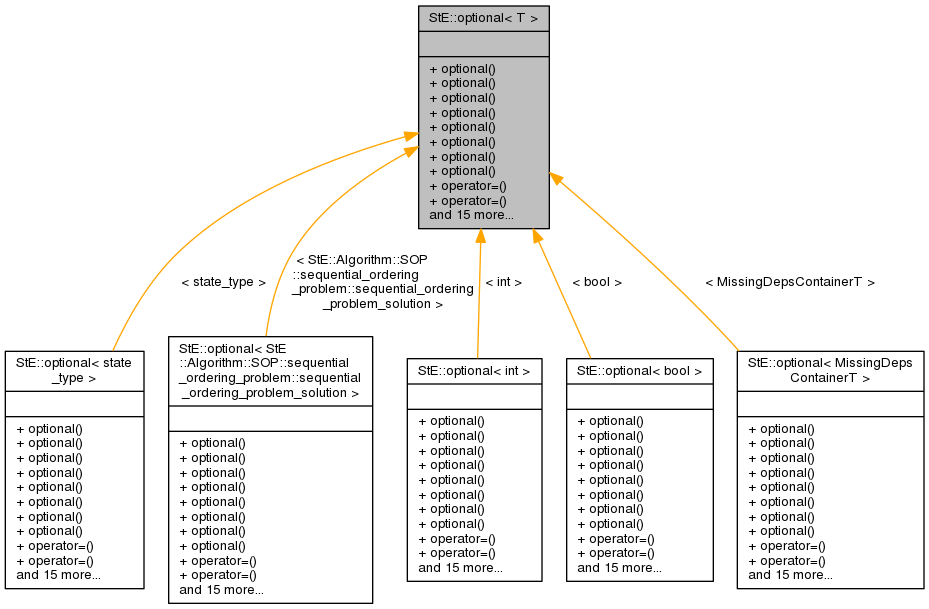 StE::optional< T >
+ optional()
+ optional()
+ optional()
+ optional()
+ optional()
+ optional()
+ optional()
+ optional()
+ operator=()
+ operator=()
and 15 more...
< state_type >
< StE::Algorithm::SOP
::sequential_ordering
_problem::sequential_ordering
_problem_solution >
< int >
< bool >
< MissingDepsContainerT >
StE::optional< state
_type >
+ optional()
+ optional()
+ optional()
+ optional()
+ optional()
+ optional()
+ optional()
+ optional()
+ operator=()
+ operator=()
and 15 more...
StE::optional< StE
::Algorithm::SOP::sequential
_ordering_problem::sequential
_ordering_problem_solution >
+ optional()
+ optional()
+ optional()
+ optional()
+ optional()
+ optional()
+ optional()
+ optional()
+ operator=()
+ operator=()
and 15 more...
StE::optional< int >
+ optional()
+ optional()
+ optional()
+ optional()
+ optional()
+ optional()
+ optional()
+ optional()
+ operator=()
+ operator=()
and 15 more...
StE::optional< bool >
+ optional()
+ optional()
+ optional()
+ optional()
+ optional()
+ optional()
+ optional()
+ optional()
+ operator=()
+ operator=()
and 15 more...
StE::optional< MissingDeps
ContainerT >
+ optional()
+ optional()
+ optional()
+ optional()
+ optional()
+ optional()
+ optional()
+ optional()
+ operator=()
+ operator=()
and 15 more...